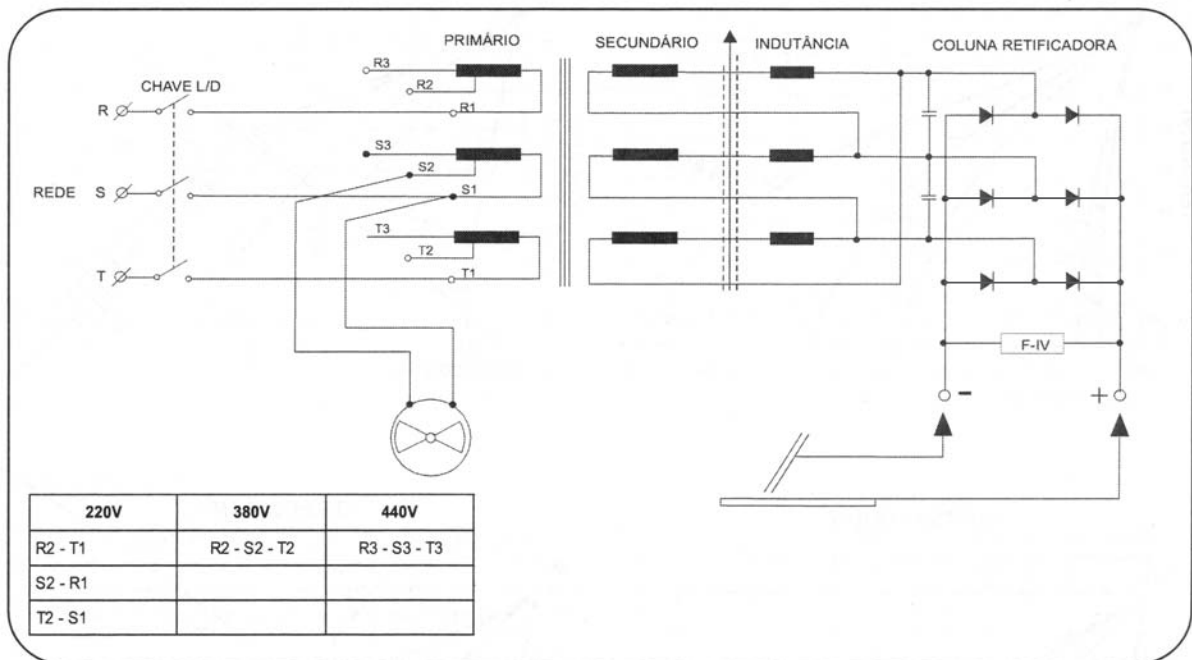 PRIMÁRIO
SECUNDÁRIO
INDUTÂNCIA
COLUNA RETIFICADORA
CHAVE L/D
R3
R2
R
R1
S3
S2
REDE
S
S1
T3
T2
T
T1
F-IV
-
+
220V 380V 440V
R2 - T1 R2 - S2 - T2 R3 - S3 - T3
S2 - R1
T2 - S1